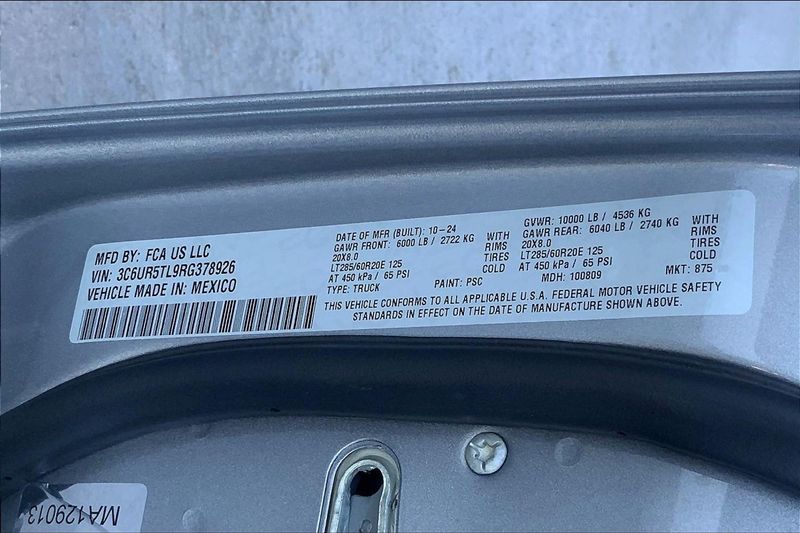 MFD BY: FCA US LLC
VIN: 3C6UR5TL9RG378926
VEHICLE MADE IN: MEXICO
DATE OF MFR (BUILT): 10-24
GAWR FRONT: 6000 LB / 2722 KG WITH
20X8.0 RIMS
LT285/60R20E 125 TIRES
AT 450 kPa / 65 PSI COLD
TYPE: TRUCK PAINT: PSC
GVWR: 10000 LB / 4536 KG
GAWR REAR: 6040 LB / 2740 KG WITH
20X8.0 RIMS
LT285/60R20E 125 TIRES
AT 450 kPa / 65 PSI COLD
MDH: 100809 MKT: 875
THIS VEHICLE CONFORMS TO ALL APPLICABLE U.S.A. FEDERAL MOTOR VEHICLE SAFETY
STANDARDS IN EFFECT ON THE DATE OF MANUFACTURE SHOWN ABOVE.
MA129013